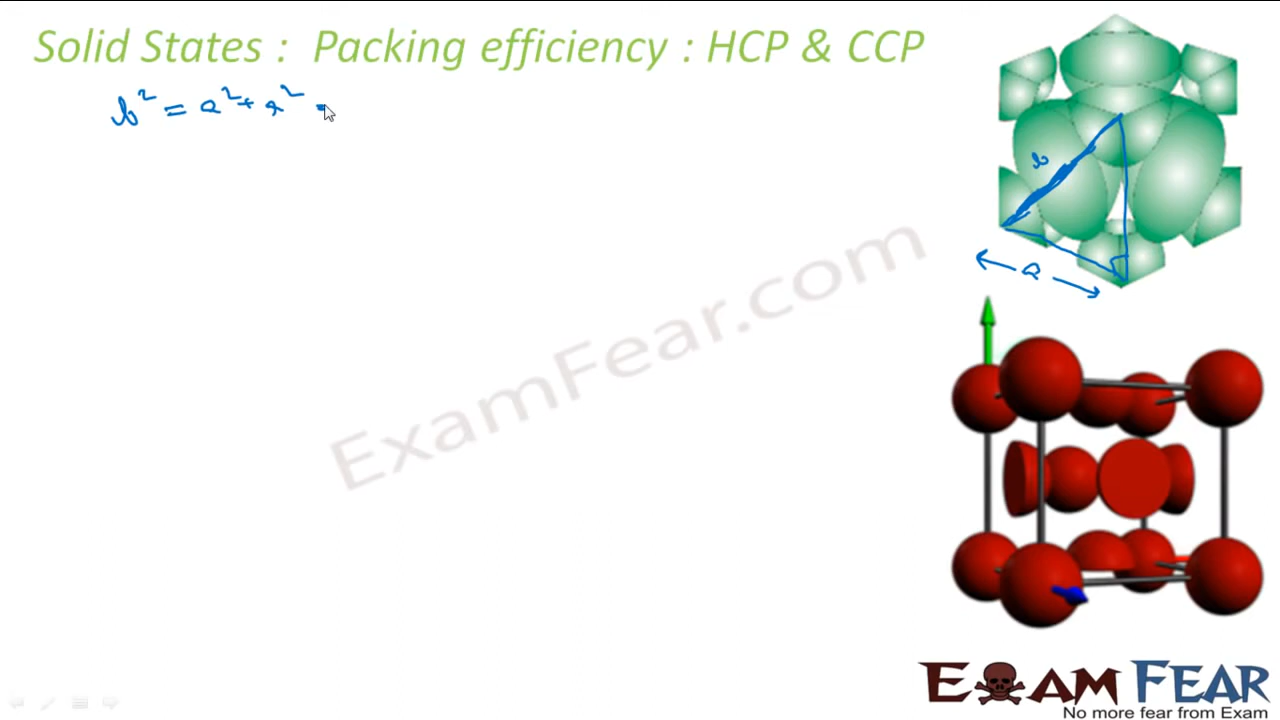 Solid States : Packing efficiency : HCP & CCP
b² = a² + a² =
b
a
ExamFear.com
EXAM FEAR
No more fear from Exam